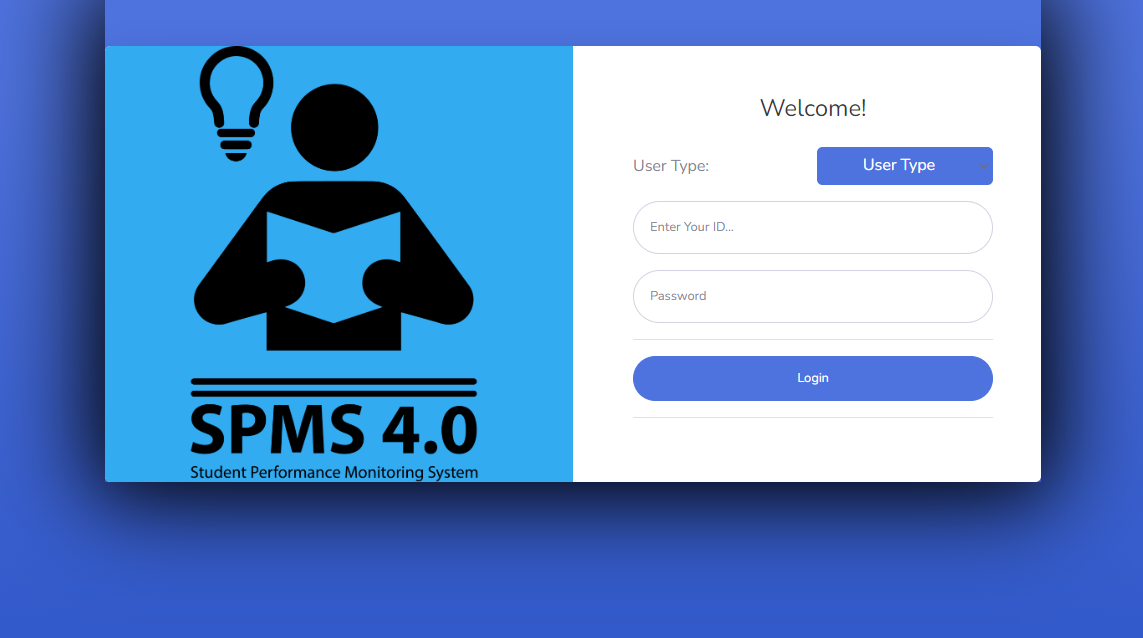 SPMS 4.0
Student Performance Monitoring System
Welcome!
User Type:
User Type
Enter Your ID...
Password
Login